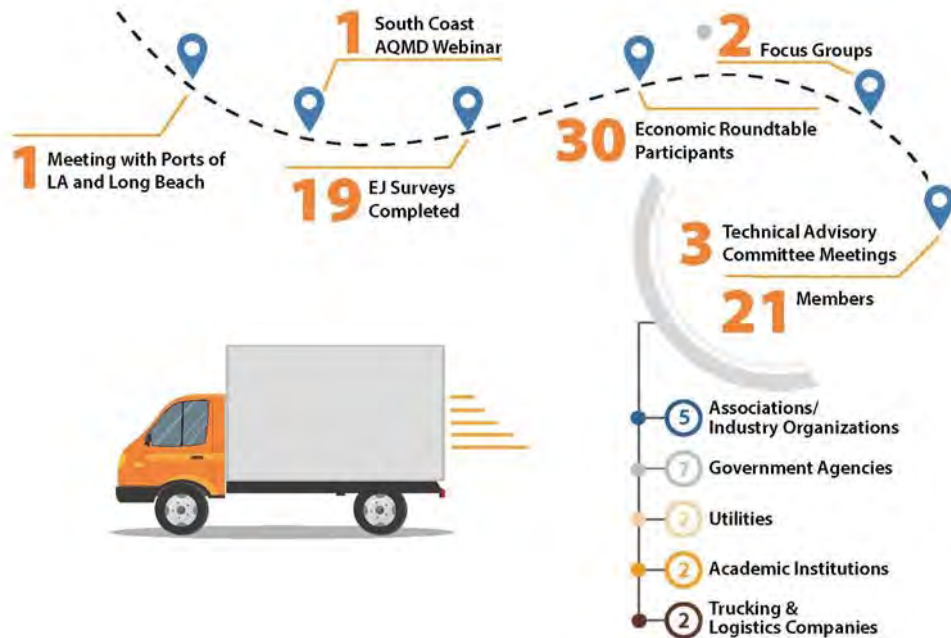 1 South Coast
AQMD Webinar
2 Focus Groups
1 Meeting with Ports of
LA and Long Beach
19 EJ Surveys
Completed
30 Economic Roundtable
Participants
3 Technical Advisory
Committee Meetings
21 Members
5 Associations/
Industry Organizations
7 Government Agencies
Utilities
2 Academic Institutions
2 Trucking &
Logistics Companies